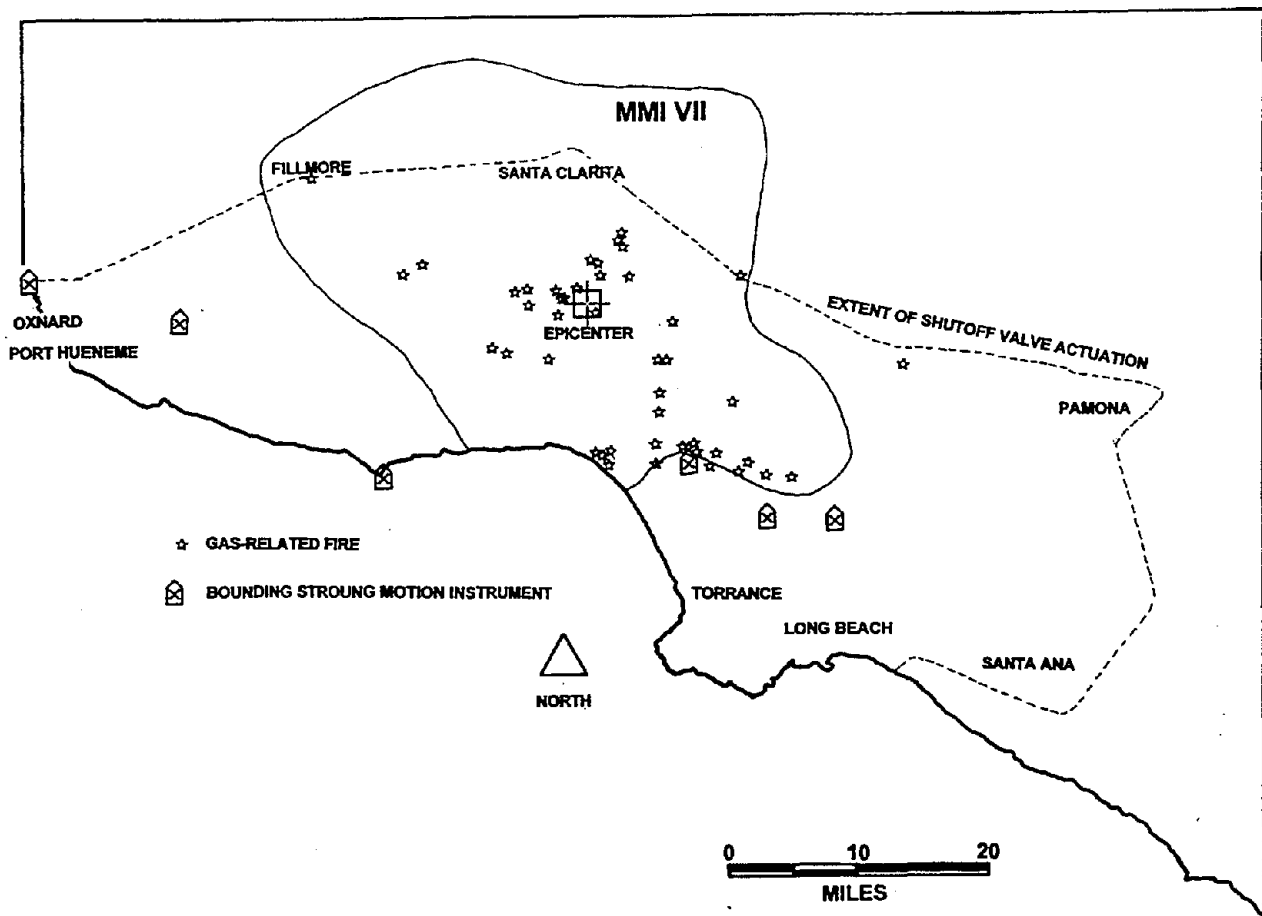 MMI VII
FILLMORE
SANTA CLARITA
OXNARD
PORT HUENEME
EPICENTER
EXTENT OF SHUTOFF VALVE ACTUATION
PAMONA
GAS-RELATED FIRE
BOUNDING STROUNG MOTION INSTRUMENT
TORRANCE
LONG BEACH
SANTA ANA
NORTH
0 10 20
MILES